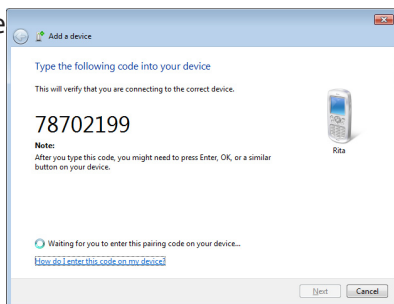 e
Add a device
Type the following code into your device
This will verify that you are connecting to the correct device.
78702199
Note:
After you type this code, you might need to press Enter, OK, or a similar
button on your device.
Rita
Waiting for you to enter this pairing code on your device...
How do I enter this code on my device?
Next Cancel